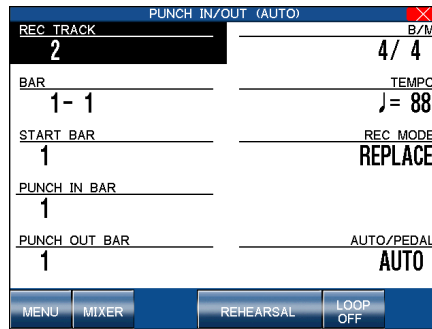 PUNCH IN/OUT (AUTO)
REC TRACK
2
B/M
4/ 4
BAR
1- 1
TEMPO
♩= 88
START BAR
1
REC MODE
REPLACE
PUNCH IN BAR
1
PUNCH OUT BAR
1
AUTO/PEDAL
AUTO
MENU
MIXER
REHEARSAL
LOOP
OFF